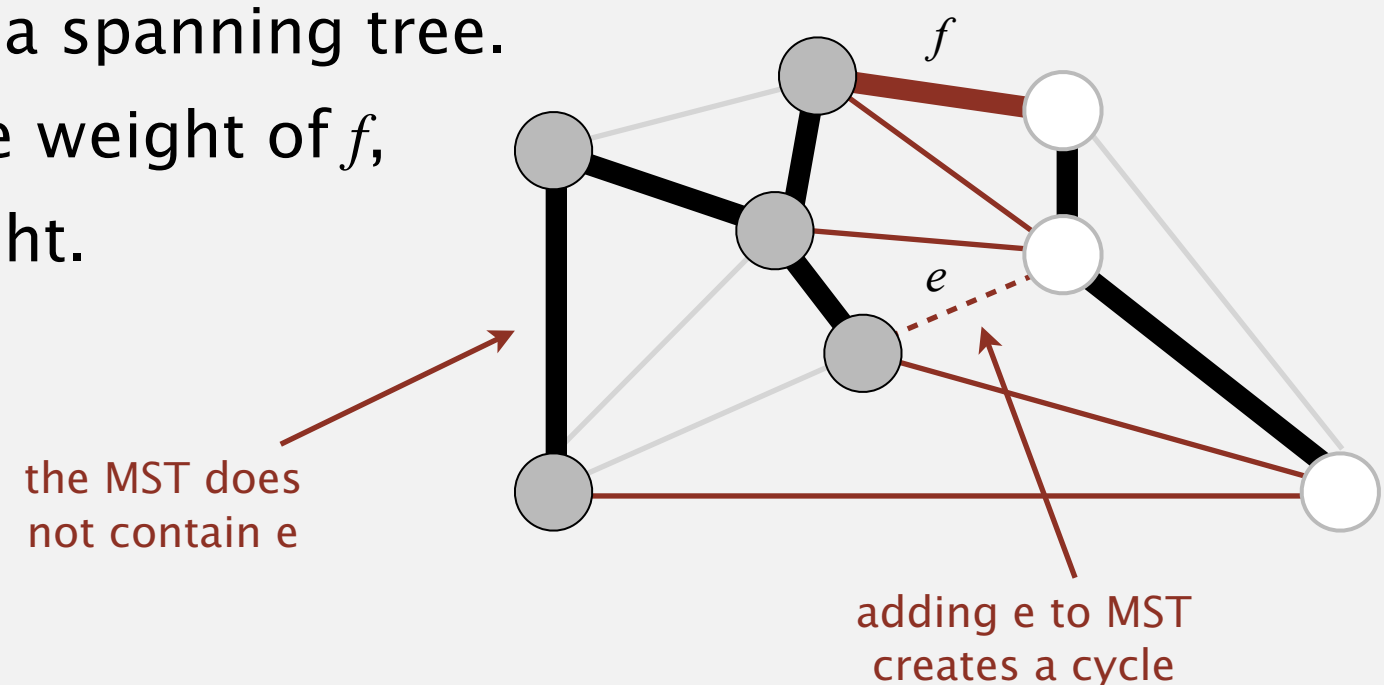 a spanning tree.
e weight of f,
ht.
f
e
the MST does
not contain e
adding e to MST
creates a cycle